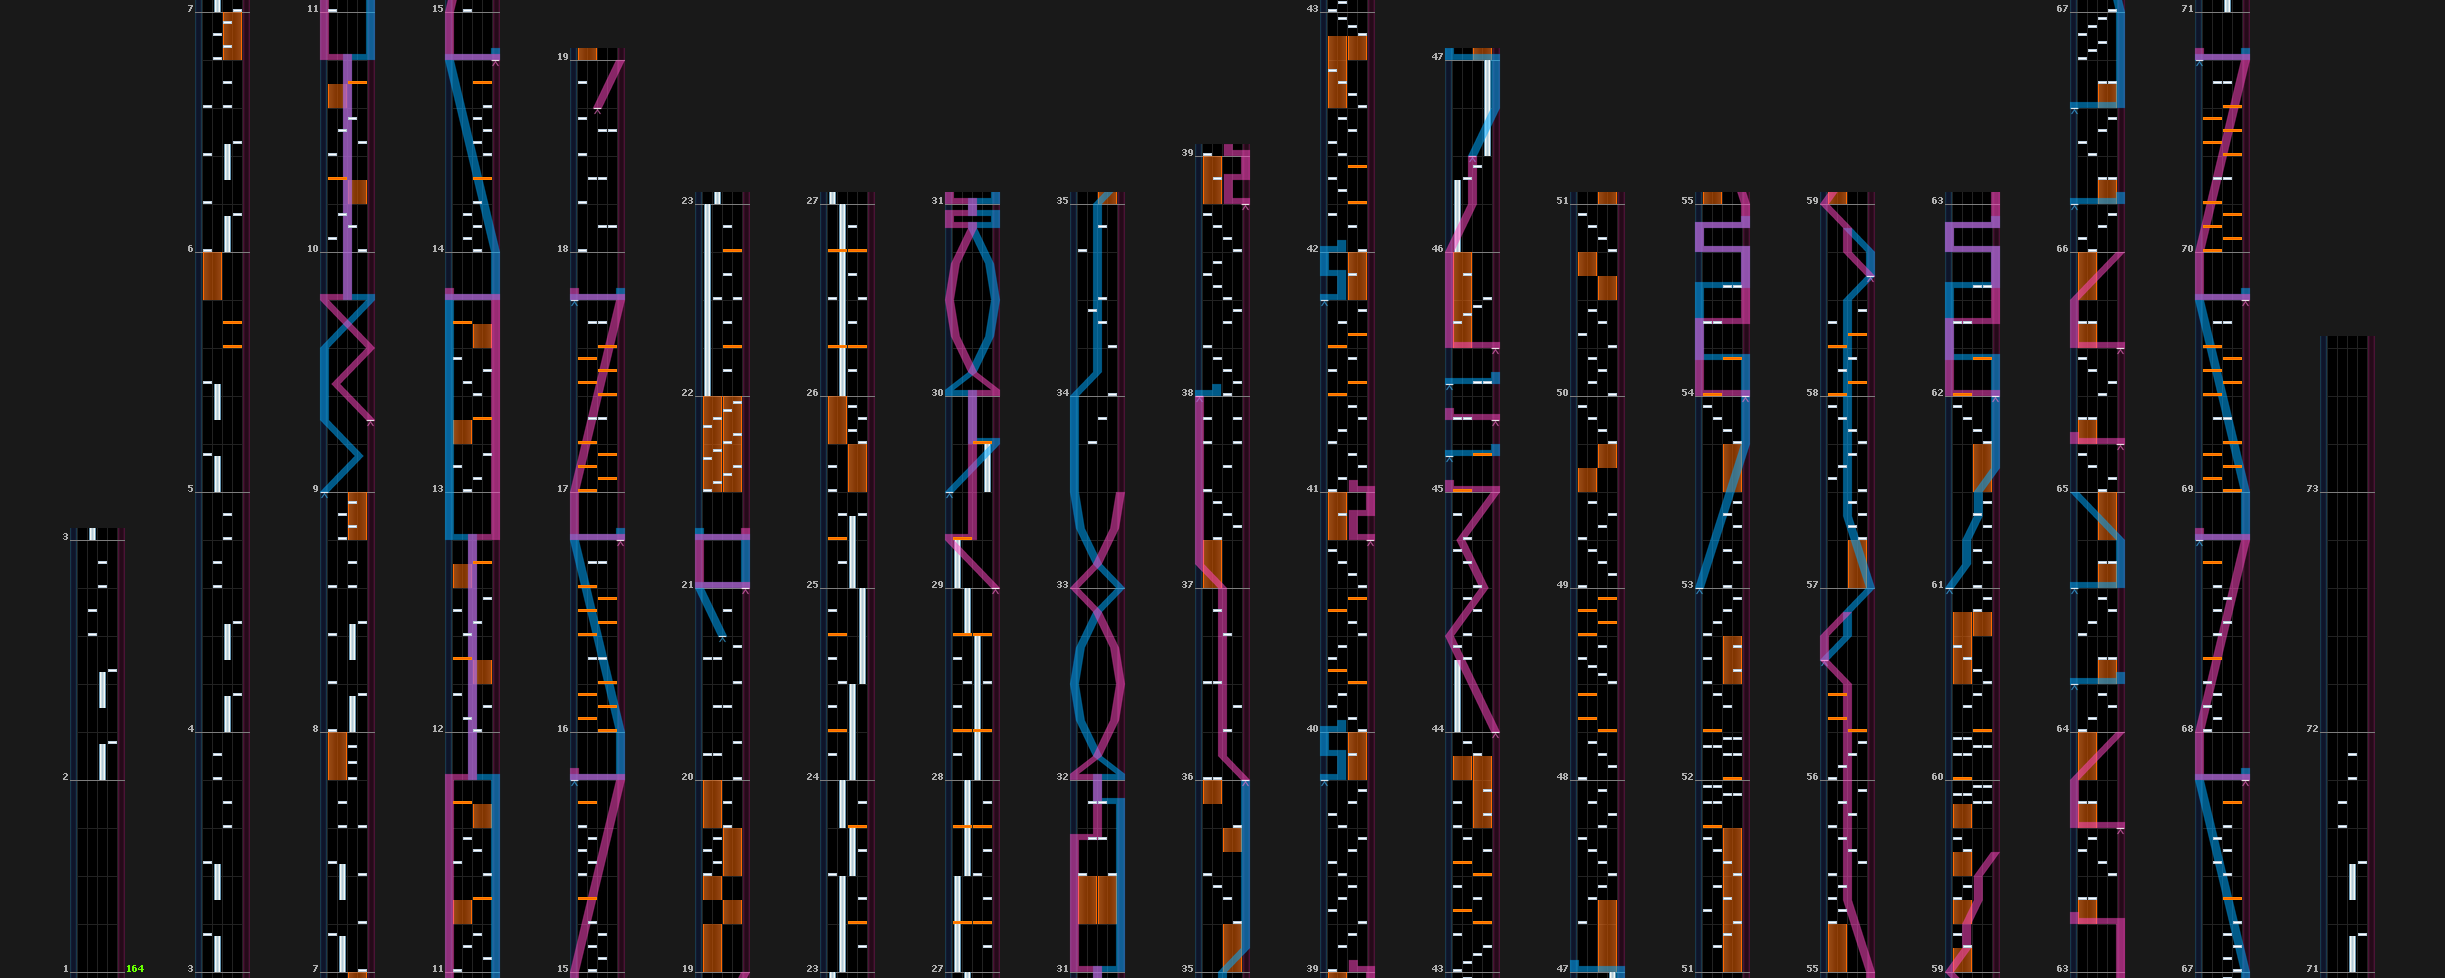 7 11 15 43 67 71
19 47
39
23 27 31 35 51 55 59 63
6 10 14 18 42 46 66 70
22 26 30 34 38 50 54 58 62
5 9 13 17 41 45 65 69 73
3 21 25 29 33 37 49 53 57 61
4 8 12 16 40 44 64 68 72
2 20 24 28 32 36 48 52 56 60
1 164 3 7 11 15 19 23 27 31 35 39 43 47 51 55 59 63 67 71